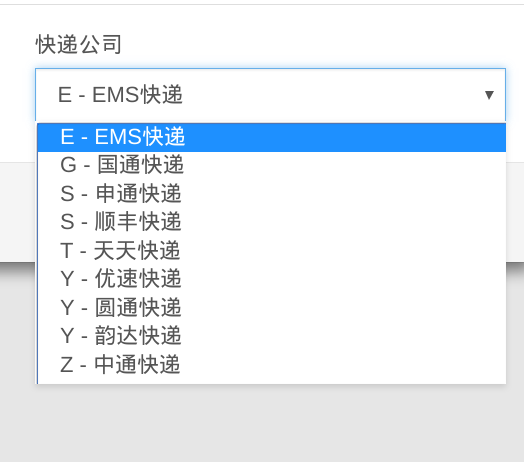 快递公司
E - EMS快递
E - EMS快递
G - 国通快递
S - 申通快递
S - 顺丰快递
T - 天天快递
Y - 优速快递
Y - 圆通快递
Y - 韵达快递
Z - 中通快递